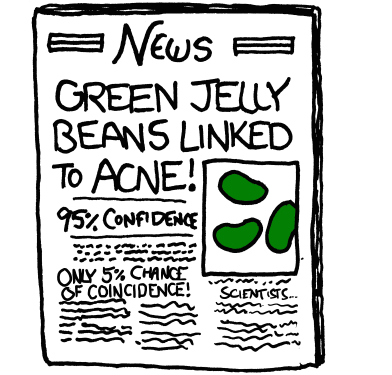 NEWS
GREEN JELLY
BEANS LINKED
TO ACNE!
95% CONFIDENCE
ONLY 5% CHANCE
OF COINCIDENCE!
SCIENTISTS...